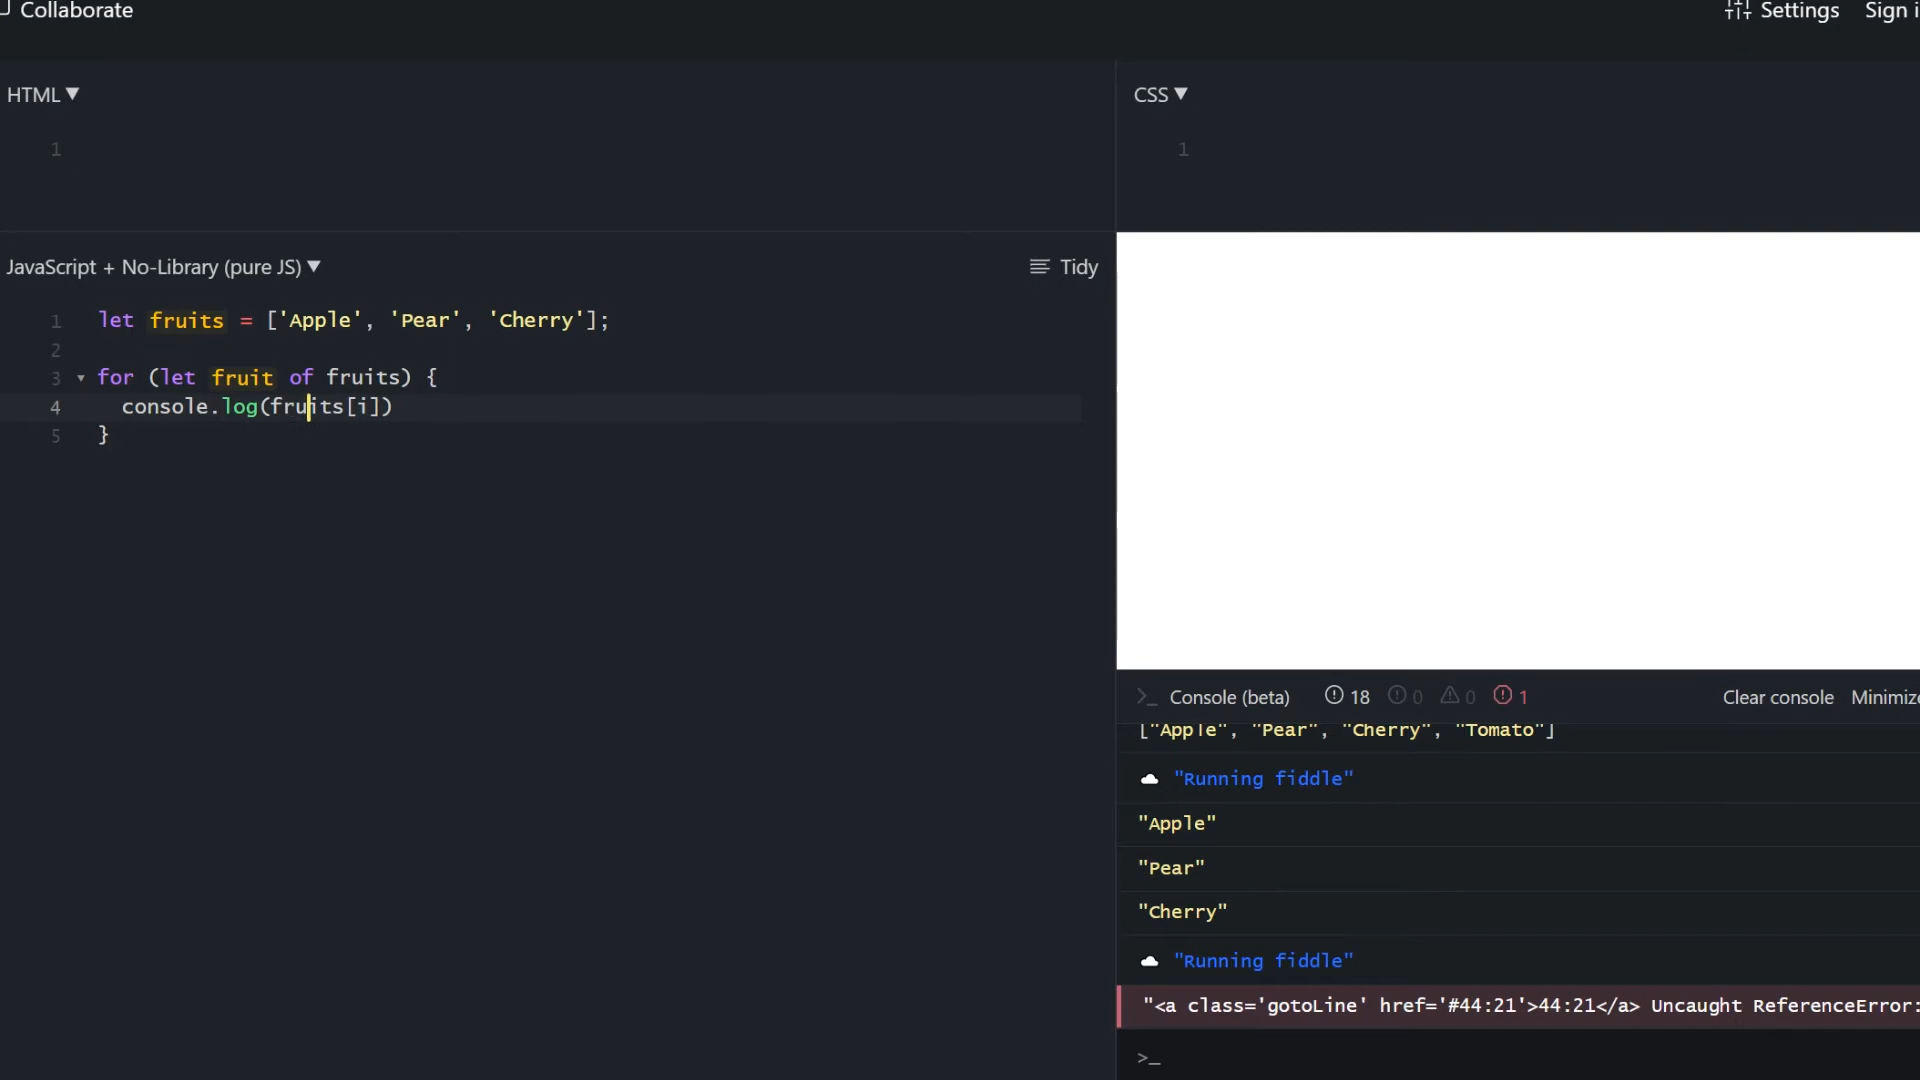 Collaborate
Settings
Sign i
HTML ▼
CSS ▼
1
1
JavaScript + No-Library (pure JS) ▼
Tidy
1 let fruits = ['Apple', 'Pear', 'Cherry'];
2
3 for (let fruit of fruits) {
4 console.log(fruits[i])
5 }
>_ Console (beta) 18 0 0 1
Clear console
Minimize
["Apple", "Pear", "Cherry", "Tomato"]
"Running fiddle"
"Apple"
"Pear"
"Cherry"
"Running fiddle"
"<a class='gotoLine' href='#44:21'>44:21</a> Uncaught ReferenceError:
>_